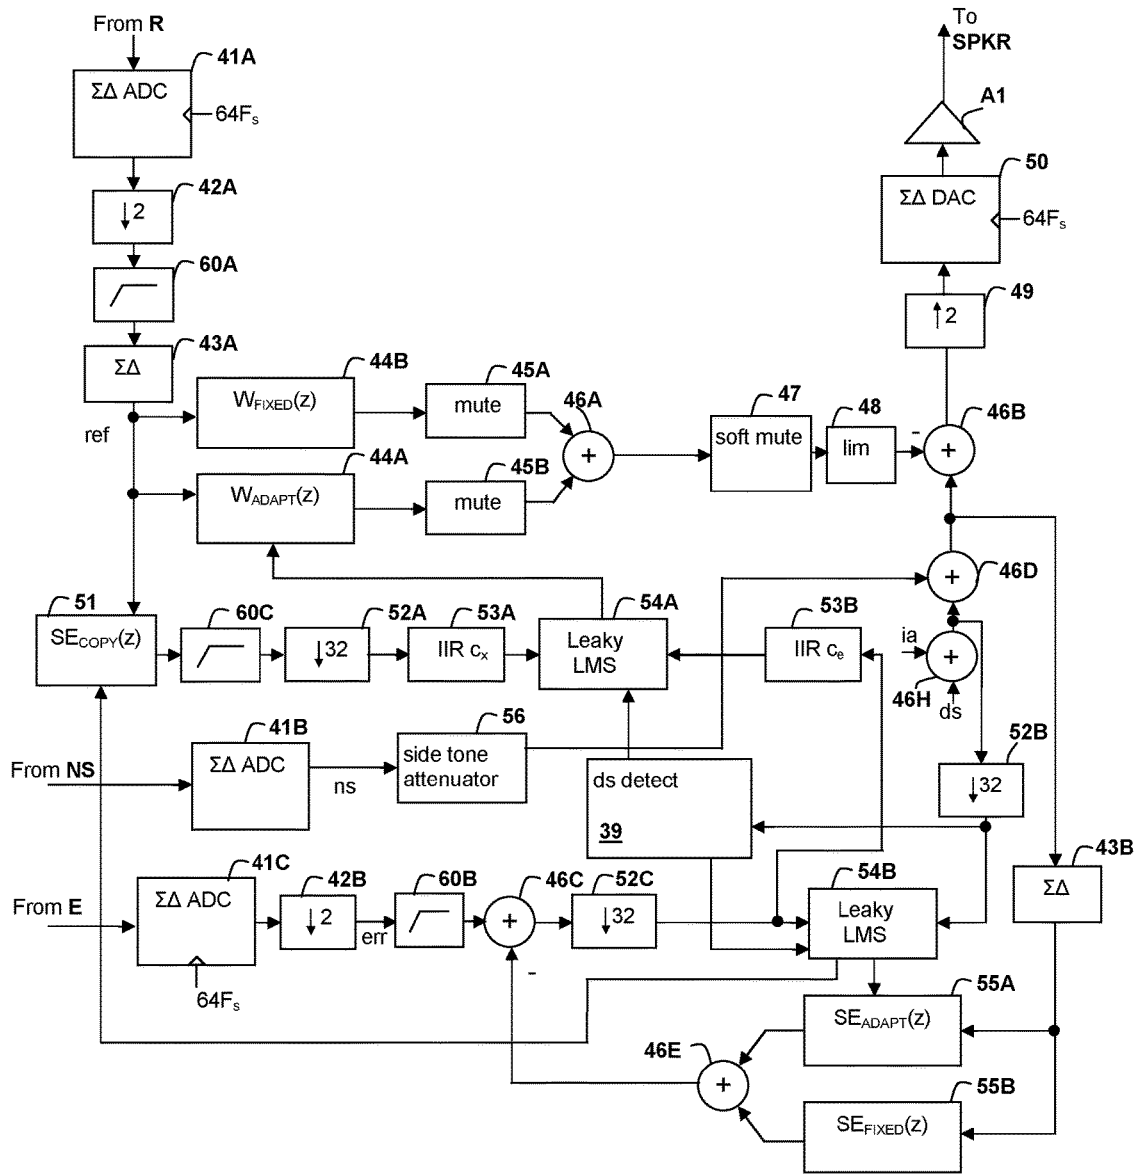 From R
To
SPKR
41A
ΣΔ ADC
64Fs
A1
50
ΣΔ DAC
64Fs
42A
↓2
60A
49
↑2
43A
ΣΔ
44B
WFIXED(z)
45A
mute
46A
+
47
soft mute
48
lim
-
46B
+
ref
44A
WADAPT(z)
45B
mute
46D
+
51
SECOPY(z)
60C
52A
↓32
53A
IIR cx
54A
Leaky
LMS
53B
IIR ce
ia
+
46H
ds
41B
ΣΔ ADC
From NS
ns
56
side tone
attenuator
ds detect
39
52B
↓32
43B
ΣΔ
41C
ΣΔ ADC
From E
64Fs
42B
↓2
err
60B
46C
+
-
52C
↓32
54B
Leaky
LMS
55A
SEADAPT(z)
46E
+
55B
SEFIXED(z)